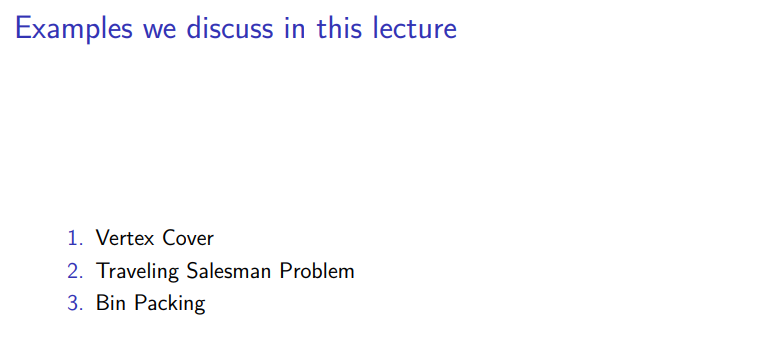 Examples we discuss in this lecture
1. Vertex Cover
2. Traveling Salesman Problem
3. Bin Packing